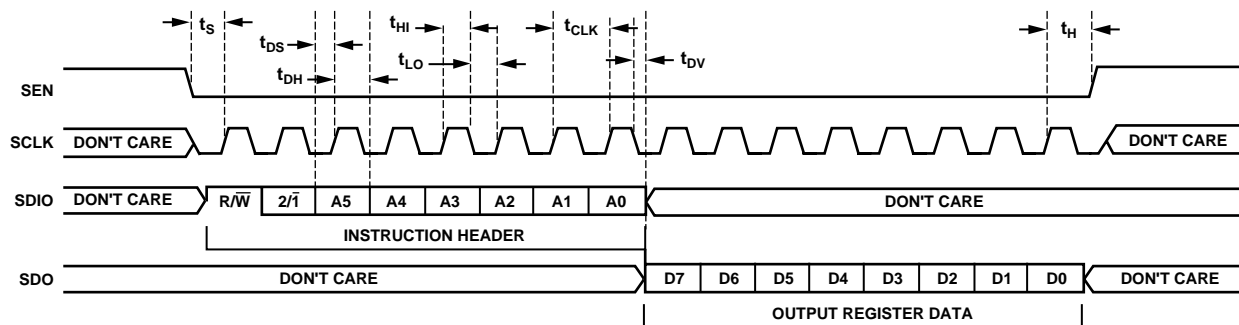 tS
tDS
tDH
tHI
tLO
tCLK
tDV
tH
SEN
SCLK DON'T CARE DON'T CARE
SDIO DON'T CARE R/W̅ 2/1̅ A5 A4 A3 A2 A1 A0 DON'T CARE
INSTRUCTION HEADER
SDO DON'T CARE D7 D6 D5 D4 D3 D2 D1 D0 DON'T CARE
OUTPUT REGISTER DATA